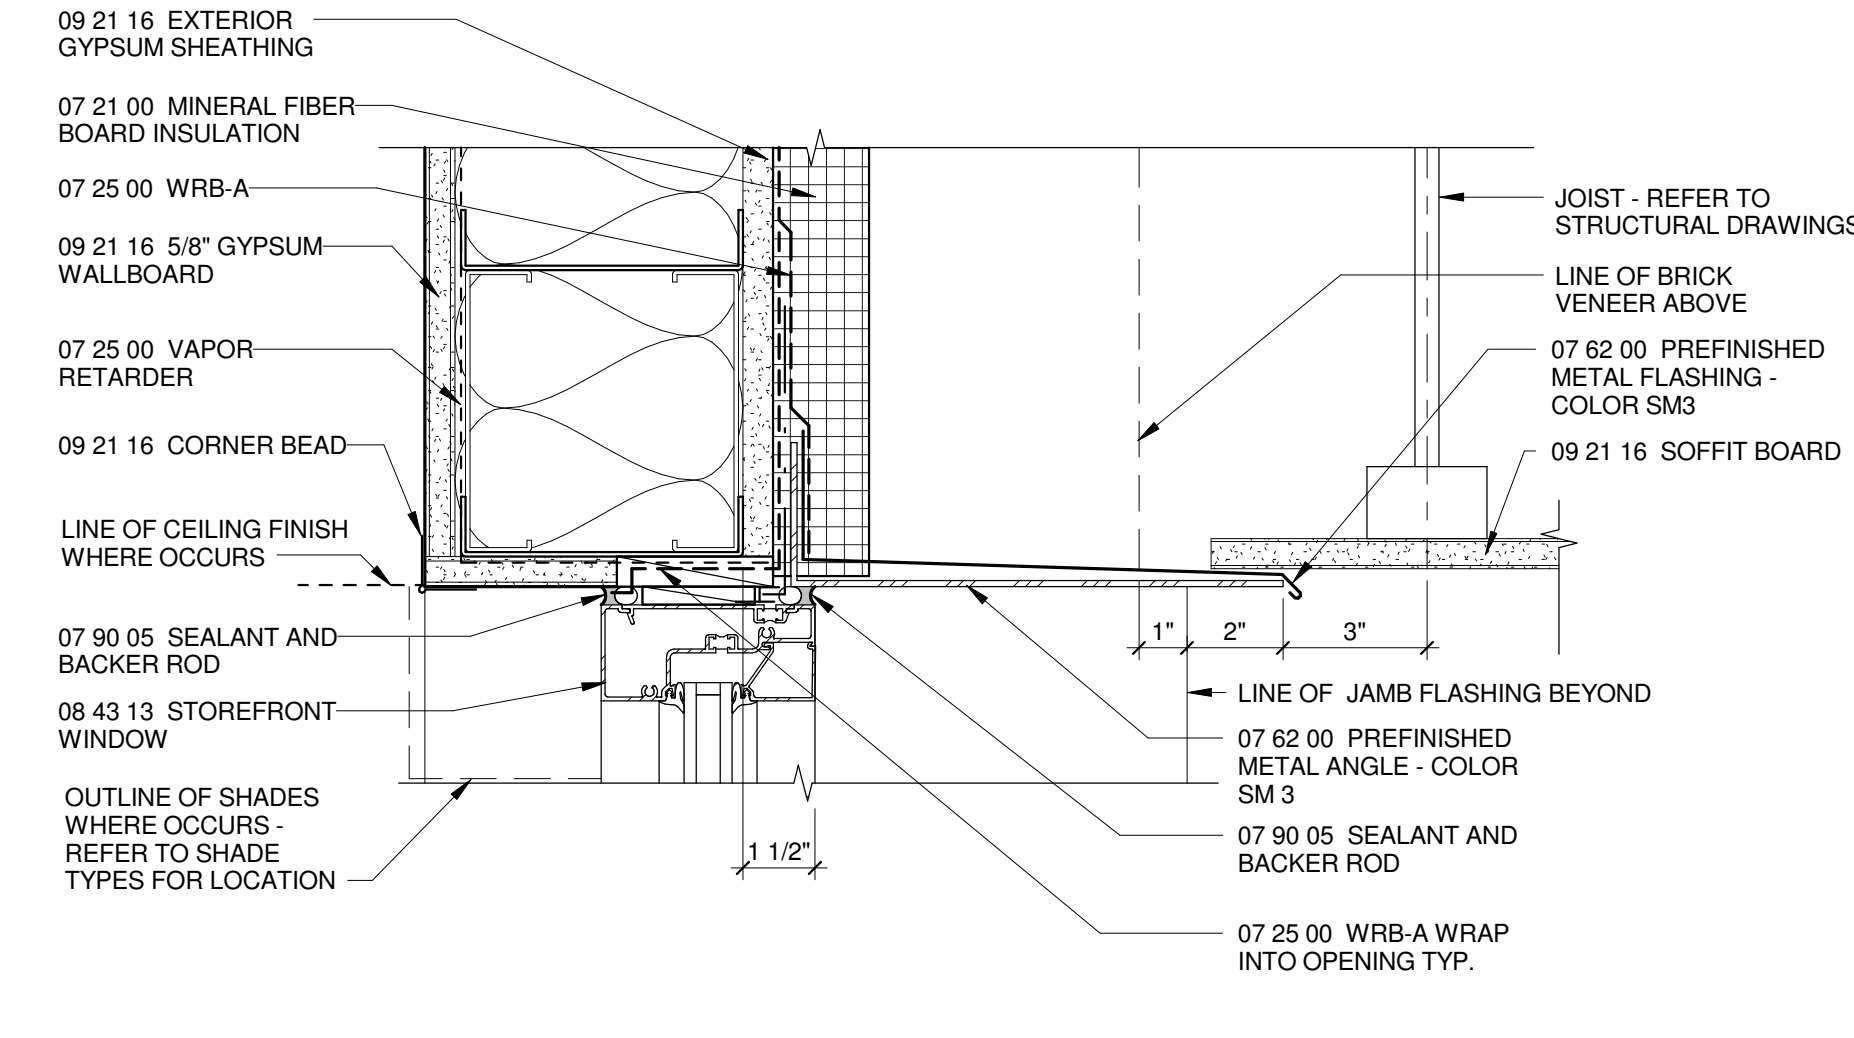 09 21 16 EXTERIOR
GYPSUM SHEATHING
07 21 00 MINERAL FIBER
BOARD INSULATION
07 25 00 WRB-A
09 21 16 5/8" GYPSUM
WALLBOARD
07 25 00 VAPOR
RETARDER
09 21 16 CORNER BEAD
LINE OF CEILING FINISH
WHERE OCCURS
07 90 05 SEALANT AND
BACKER ROD
08 43 13 STOREFRONT
WINDOW
OUTLINE OF SHADES
WHERE OCCURS -
REFER TO SHADE
TYPES FOR LOCATION
1 1/2"
1" 2" 3"
JOIST - REFER TO
STRUCTURAL DRAWINGS
LINE OF BRICK
VENEER ABOVE
07 62 00 PREFINISHED
METAL FLASHING -
COLOR SM3
09 21 16 SOFFIT BOARD
LINE OF JAMB FLASHING BEYOND
07 62 00 PREFINISHED
METAL ANGLE - COLOR
SM 3
07 90 05 SEALANT AND
BACKER ROD
07 25 00 WRB-A WRAP
INTO OPENING TYP.